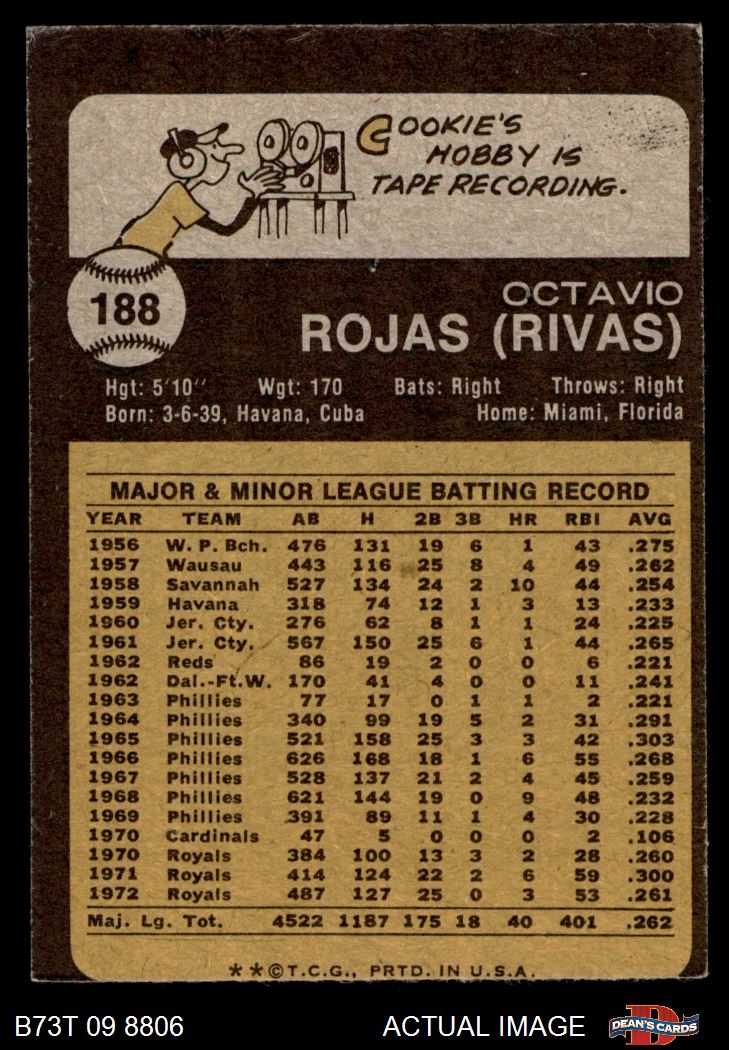 COOKIE'S
HOBBY IS
TAPE RECORDING.
188
OCTAVIO
ROJAS (RIVAS)
Hgt: 5'10" Wgt: 170 Bats: Right Throws: Right
Born: 3-6-39, Havana, Cuba Home: Miami, Florida
MAJOR & MINOR LEAGUE BATTING RECORD
YEAR TEAM AB H 2B 3B HR RBI AVG
1956 W. P. Bch. 476 131 19 6 1 43 .275
1957 Wausau 443 116 25 8 4 49 .262
1958 Savannah 527 134 24 2 10 44 .254
1959 Havana 318 74 12 1 3 13 .233
1960 Jer. Cty. 276 62 8 1 1 24 .225
1961 Jer. Cty. 567 150 25 6 1 44 .265
1962 Reds 86 19 2 0 0 6 .221
1962 Dal.-Ft.W. 170 41 4 0 0 11 .241
1963 Phillies 77 17 0 1 1 2 .221
1964 Phillies 340 99 19 5 2 31 .291
1965 Phillies 521 158 25 3 3 42 .303
1966 Phillies 626 168 18 1 6 55 .268
1967 Phillies 528 137 21 2 4 45 .259
1968 Phillies 621 144 19 0 9 48 .232
1969 Phillies 391 89 11 1 4 30 .228
1970 Cardinals 47 5 0 0 0 2 .106
1970 Royals 384 100 13 3 2 28 .260
1971 Royals 414 124 22 2 6 59 .300
1972 Royals 487 127 25 0 3 53 .261
Maj. Lg. Tot. 4522 1187 175 18 40 401 .262
**©T.C.G., PRTD. IN U.S.A.
B73T 09 8806 ACTUAL IMAGE D DEAN'S CARDS